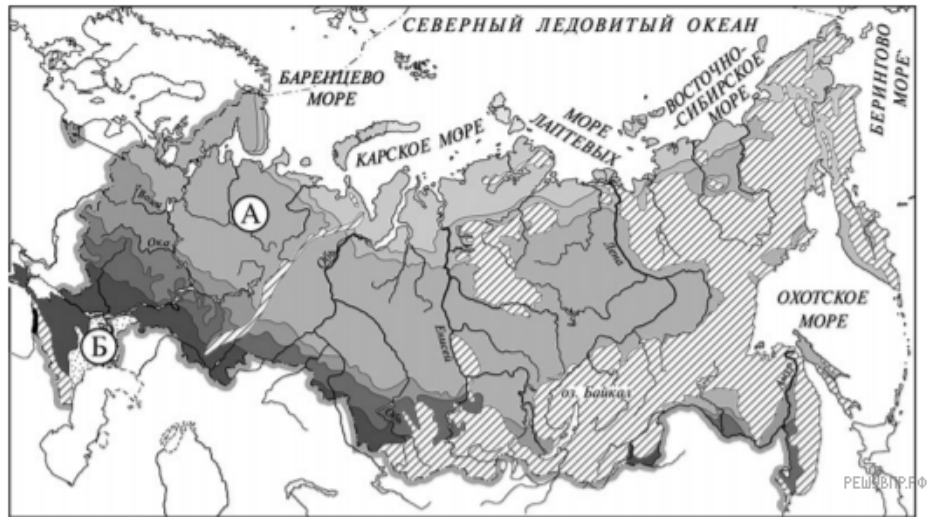 СЕВЕРНЫЙ ЛЕДОВИТЫЙ ОКЕАН
БАРЕНЦЕВО
МОРЕ
КАРСКОЕ МОРЕ
МОРЕ
ЛАПТЕВЫХ
ВОСТОЧНО-
-СИБИРСКОЕ
МОРЕ
БЕРИНГОВО
МОРЕ
А
Волга
Ока
Обь
Енисей
Лена
ОХОТСКОЕ
МОРЕ
Б
оз. Байкал
Амур
РЕШУВПР.РФ